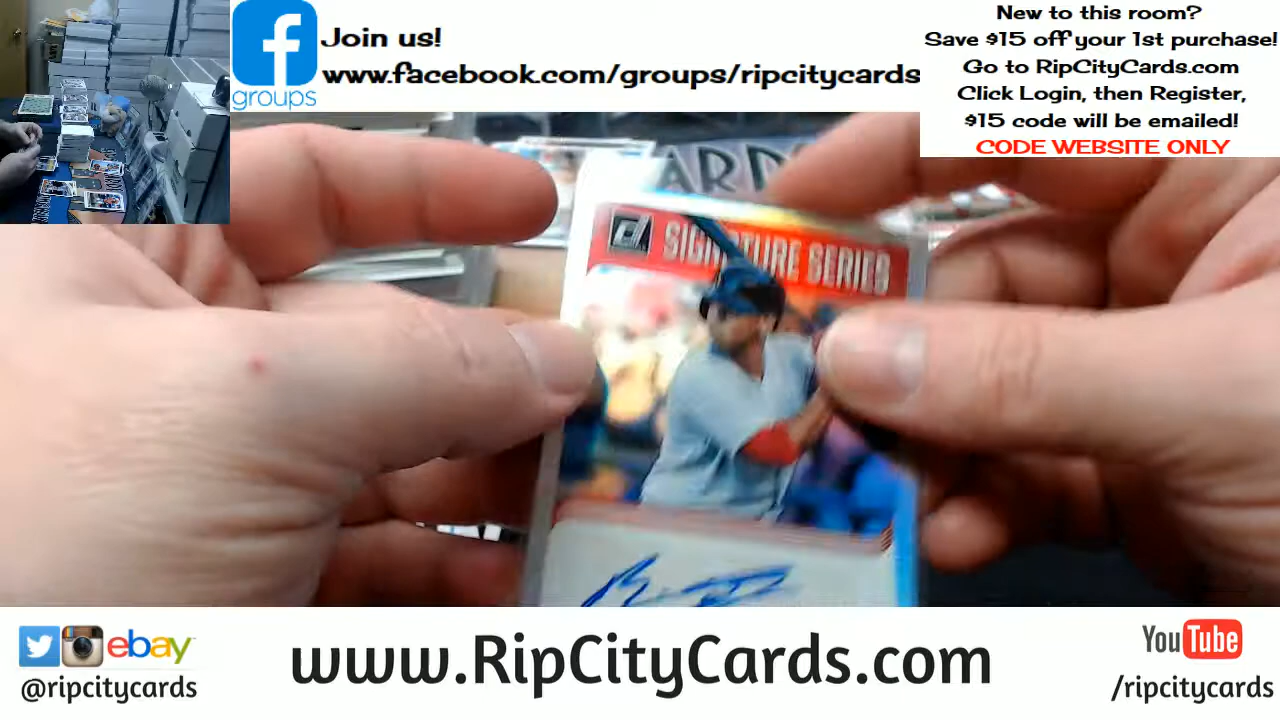 f
groups
Join us!
www.facebook.com/groups/ripcitycards
New to this room?
Save $15 off your 1st purchase!
Go to RipCityCards.com
Click Login, then Register,
$15 code will be emailed!
CODE WEBSITE ONLY
SIGNATURE SERIES
ebay
@ripcitycards
www.RipCityCards.com
YouTube
/ripcitycards